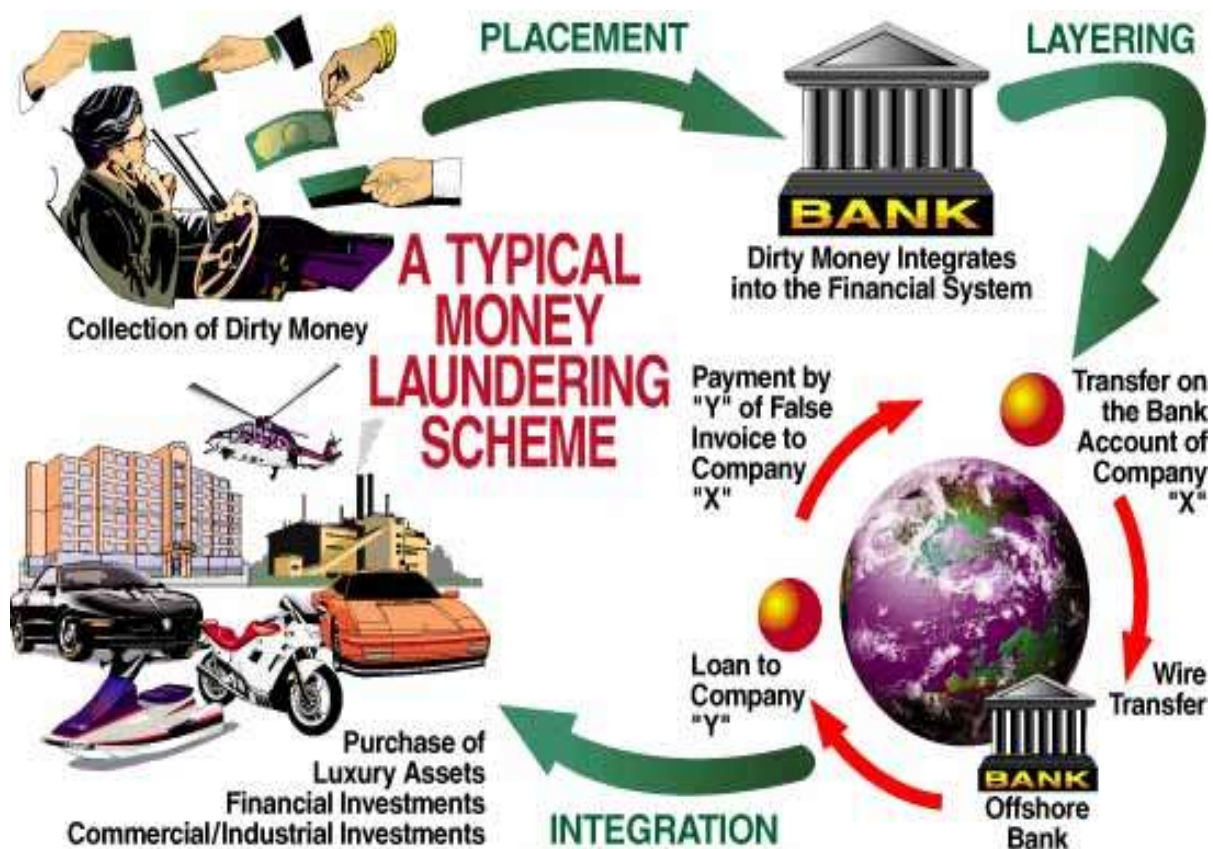 PLACEMENT
LAYERING
BANK
Dirty Money Integrates
into the Financial System
Collection of Dirty Money
A TYPICAL
MONEY
LAUNDERING
SCHEME
Payment by
"Y" of False
Invoice to
Company
"X"
Transfer on
the Bank
Account of
Company
"X"
Loan to
Company
"Y"
Wire
Transfer
BANK
Offshore
Bank
Purchase of
Luxury Assets
Financial Investments
Commercial/Industrial Investments
INTEGRATION